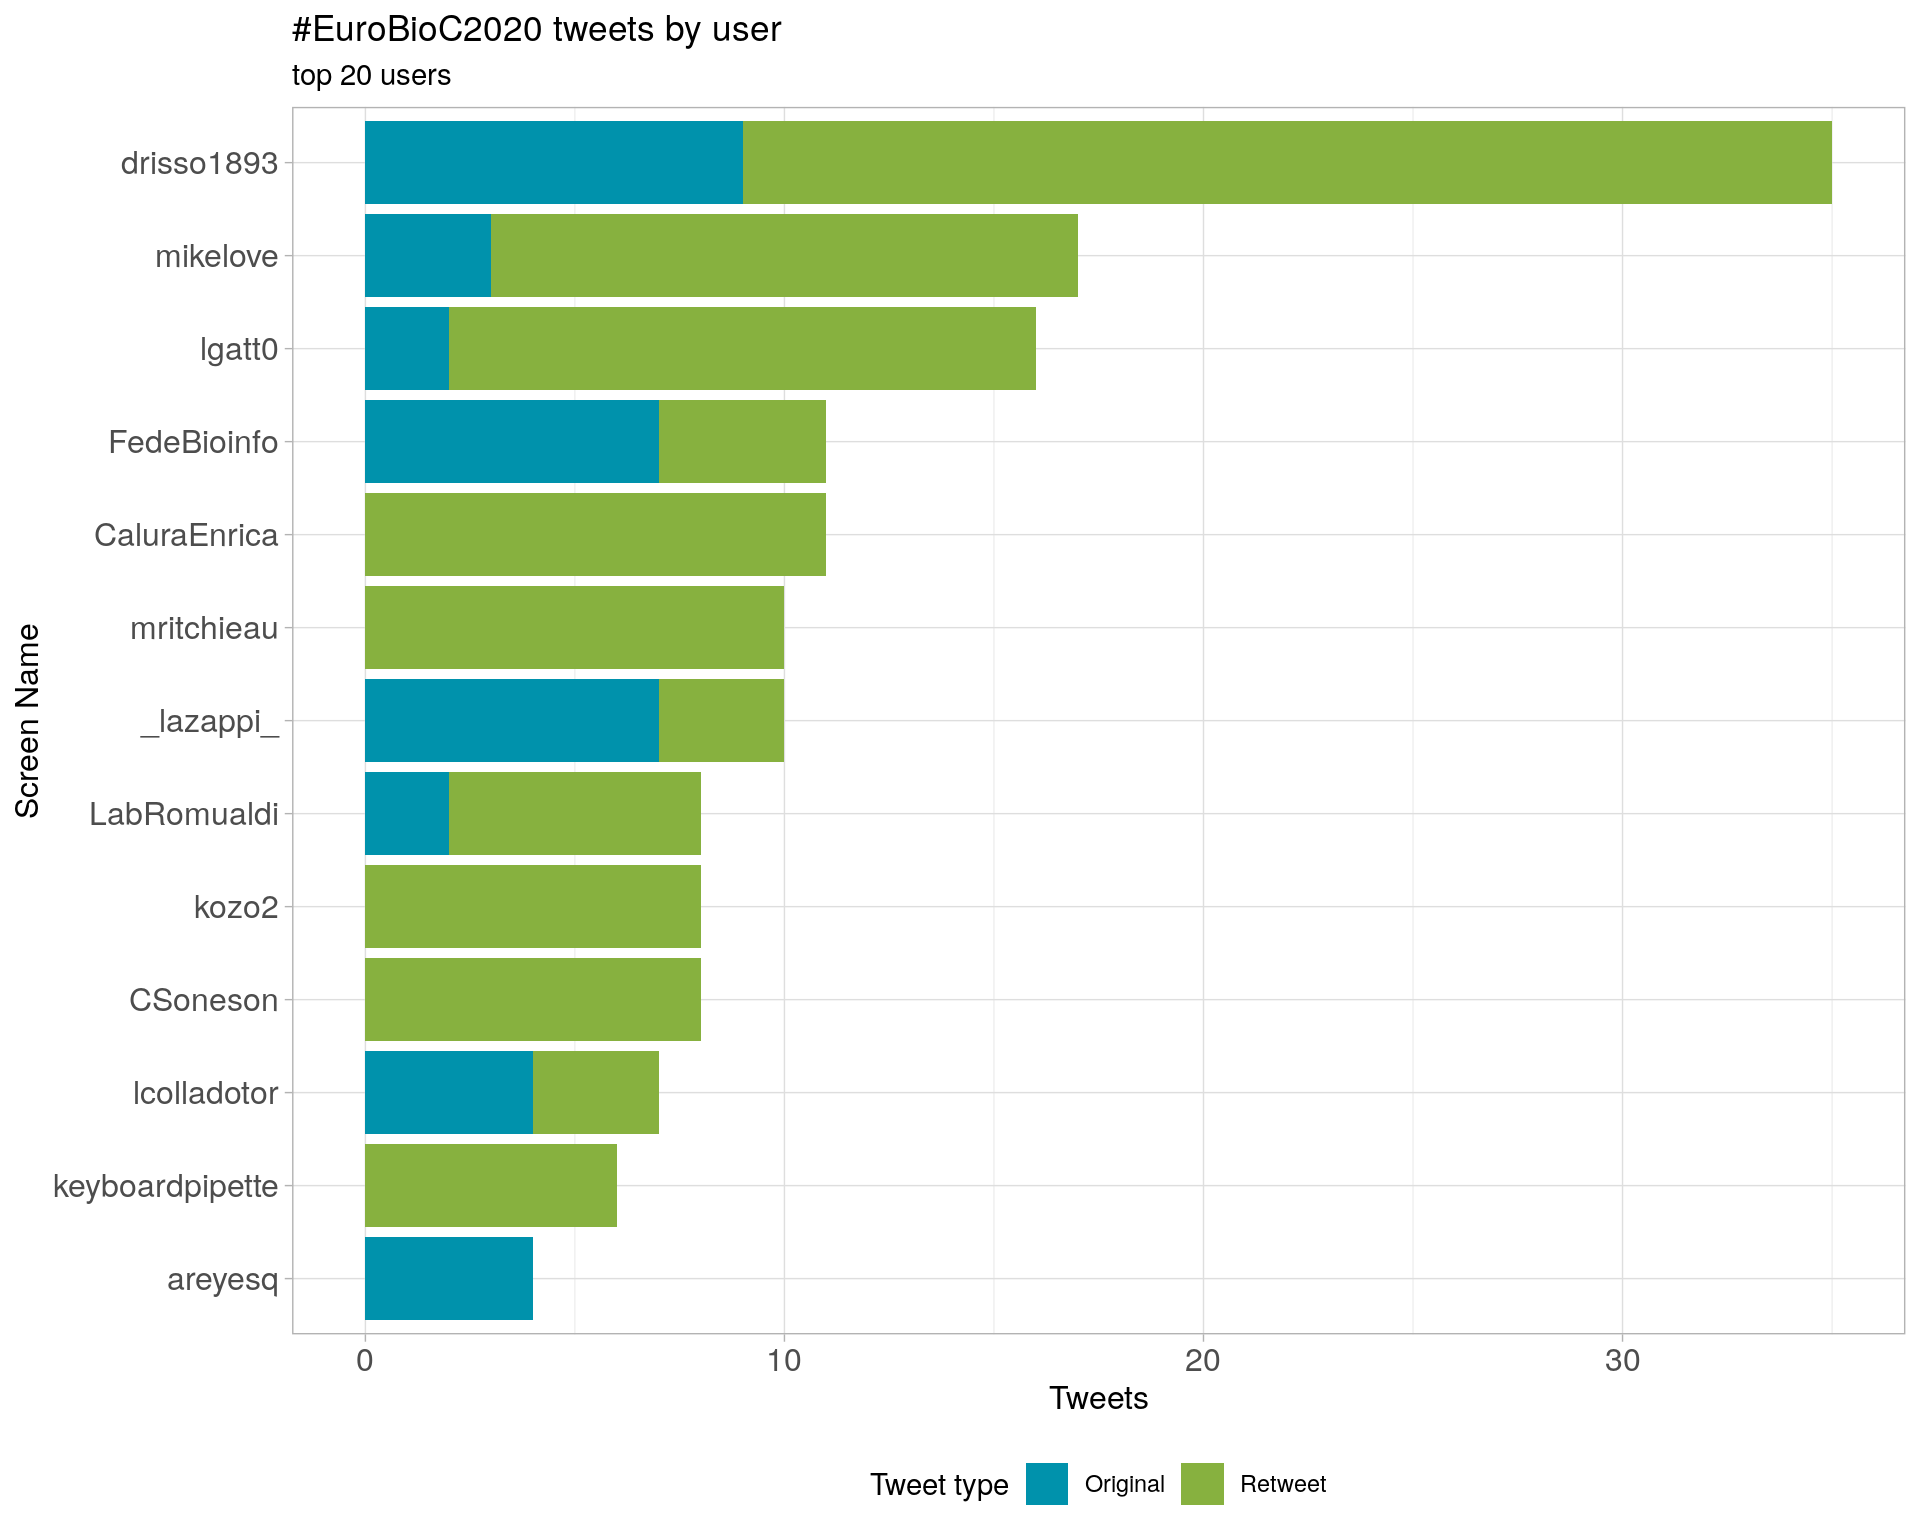 #EuroBioC2020 tweets by user
top 20 users
Screen Name
drisso1893
mikelove
lgatt0
FedeBioinfo
CaluraEnrica
mritchieau
_lazappi_
LabRomualdi
kozo2
CSoneson
lcolladotor
keyboardpipette
areyesq
0 10 20 30
Tweets
Tweet type Original Retweet